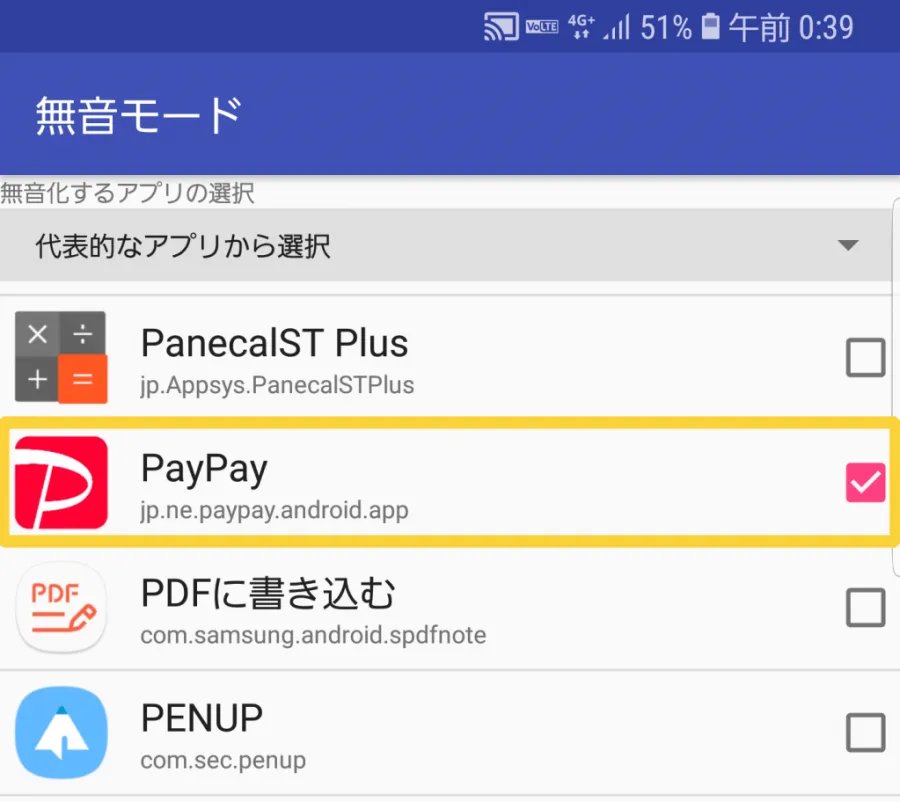 VoLTE 4G+ 51% 午前 0:39
無音モード
無音化するアプリの選択
代表的なアプリから選択
PanecalST Plus
jp.Appsys.PanecalSTPlus
PayPay
jp.ne.paypay.android.app
PDF
PDFに書き込む
com.samsung.android.spdfnote
PENUP
com.sec.penup